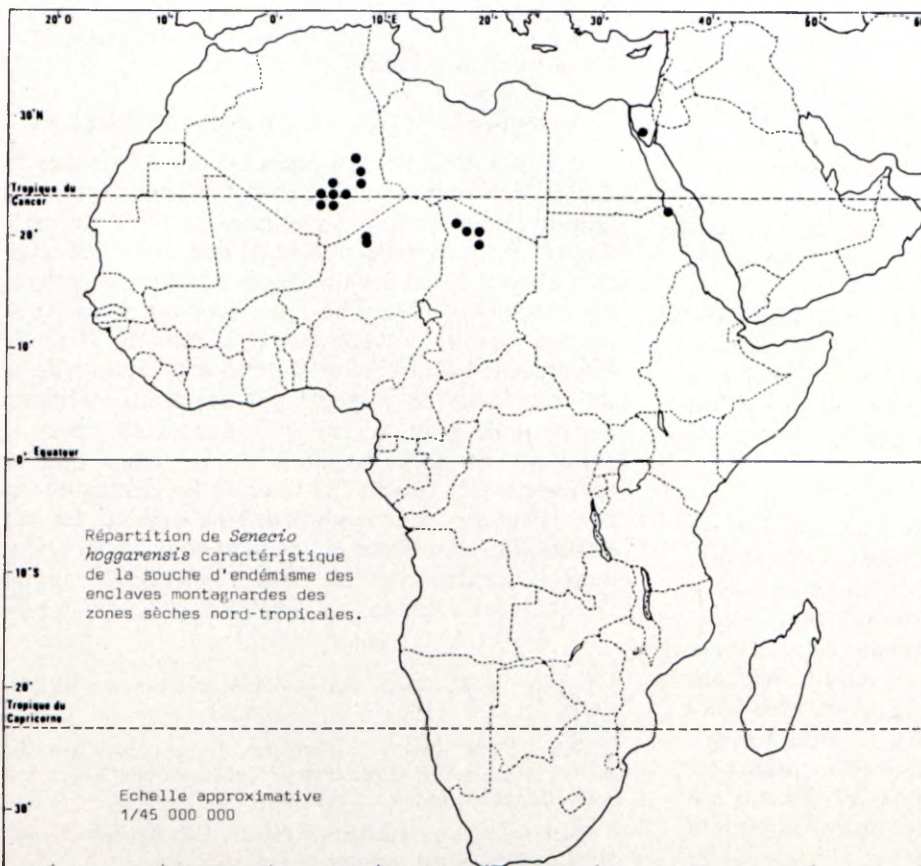 20° O
10°
0°
10°E
20°
30°
40°
50°
30°N
Tropique du
Cancer
20°
10°
Equateur
0°
Répartition de Senecio
hoggarensis caractéristique
de la souche d'endémisme des
enclaves montagnardes des
zones sèches nord-tropicales.
10°S
20°
Tropique du
Capricorne
30°
Echelle approximative
1/45 000 000